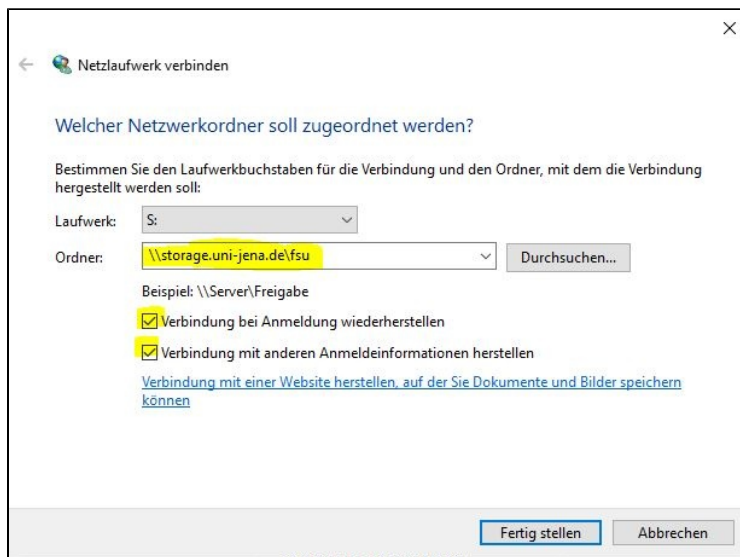 Netzlaufwerk verbinden
Welcher Netzwerkordner soll zugeordnet werden?
Bestimmen Sie den Laufwerkbuchstaben für die Verbindung und den Ordner, mit dem die Verbindung
hergestellt werden soll:
Laufwerk: S:
Ordner: \\storage.uni-jena.de\fsu Durchsuchen...
Beispiel: \\Server\Freigabe
Verbindung bei Anmeldung wiederherstellen
Verbindung mit anderen Anmeldeinformationen herstellen
Verbindung mit einer Website herstellen, auf der Sie Dokumente und Bilder speichern
können
Fertig stellen Abbrechen